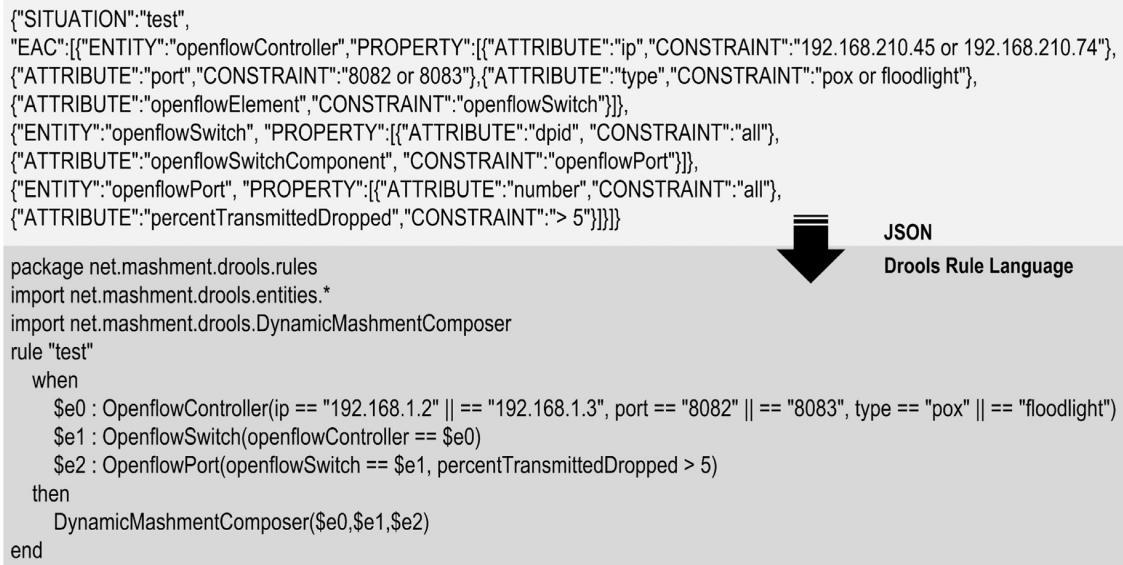 {"SITUATION":"test",
"EAC":[{"ENTITY":"openflowController","PROPERTY":[{"ATTRIBUTE":"ip","CONSTRAINT":"192.168.210.45 or 192.168.210.74"},
{"ATTRIBUTE":"port","CONSTRAINT":"8082 or 8083"},{"ATTRIBUTE":"type","CONSTRAINT":"pox or floodlight"},
{"ATTRIBUTE":"openflowElement","CONSTRAINT":"openflowSwitch"}]},
{"ENTITY":"openflowSwitch", "PROPERTY":[{"ATTRIBUTE":"dpid", "CONSTRAINT":"all"},
{"ATTRIBUTE":"openflowSwitchComponent", "CONSTRAINT":"openflowPort"}]},
{"ENTITY":"openflowPort", "PROPERTY":[{"ATTRIBUTE":"number","CONSTRAINT":"all"},
{"ATTRIBUTE":"percentTransmittedDropped","CONSTRAINT":"> 5"}]}]}
JSON
Drools Rule Language
package net.mashment.drools.rules
import net.mashment.drools.entities.*
import net.mashment.drools.DynamicMashmentComposer
rule "test"
when
$e0 : OpenflowController(ip == "192.168.1.2" || == "192.168.1.3", port == "8082" || == "8083", type == "pox" || == "floodlight")
$e1 : OpenflowSwitch(openflowController == $e0)
$e2 : OpenflowPort(openflowSwitch == $e1, percentTransmittedDropped > 5)
then
DynamicMashmentComposer($e0,$e1,$e2)
end